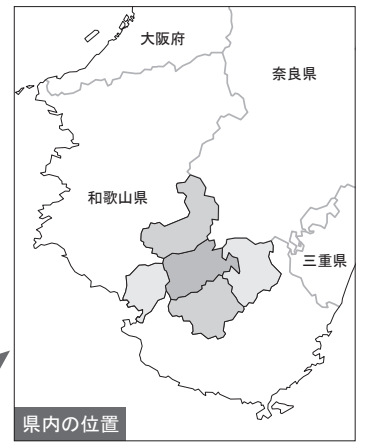 大阪府
奈良県
和歌山県
三重県
県内の位置